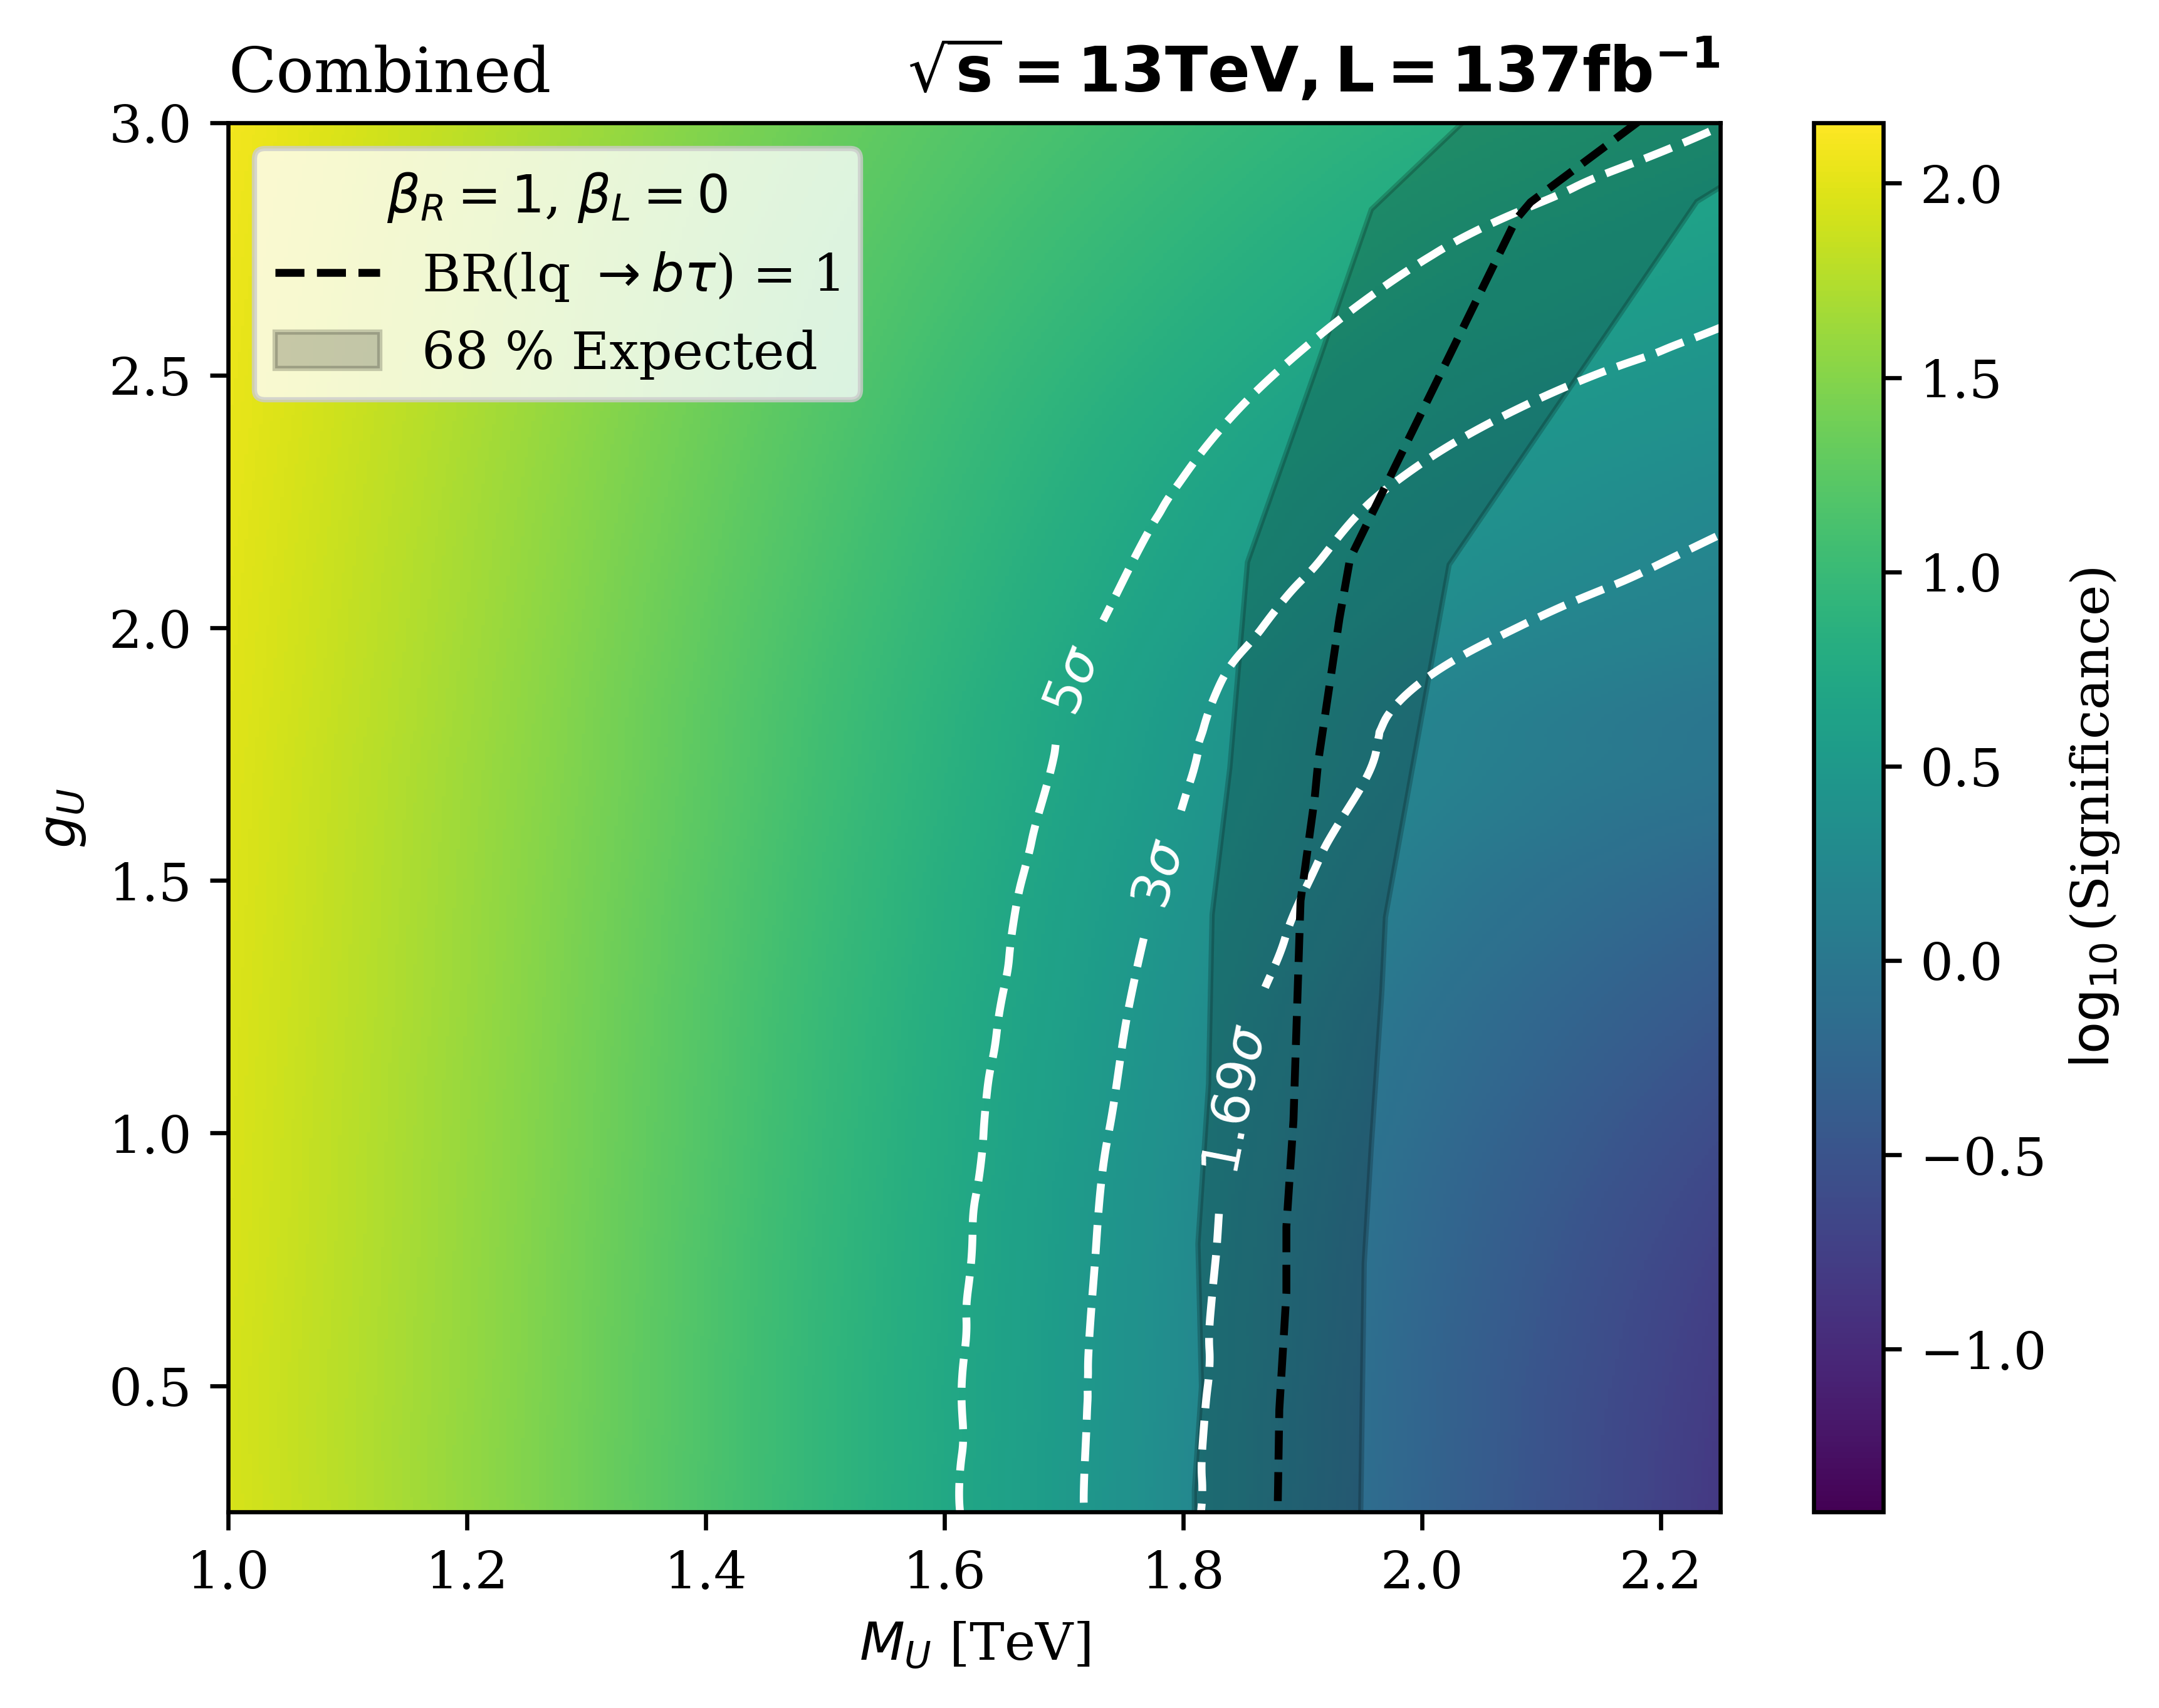 Combined
√s = 13TeV, L = 137fb⁻¹
β_R = 1, β_L = 0
BR(lq → bτ) = 1
68 % Expected
3.0
2.5
2.0
1.5
1.0
0.5
g_U
5σ
3σ
1.69σ
1.0 1.2 1.4 1.6 1.8 2.0 2.2
M_U [TeV]
2.0
1.5
1.0
0.5
0.0
−0.5
−1.0
log₁₀ (Significance)